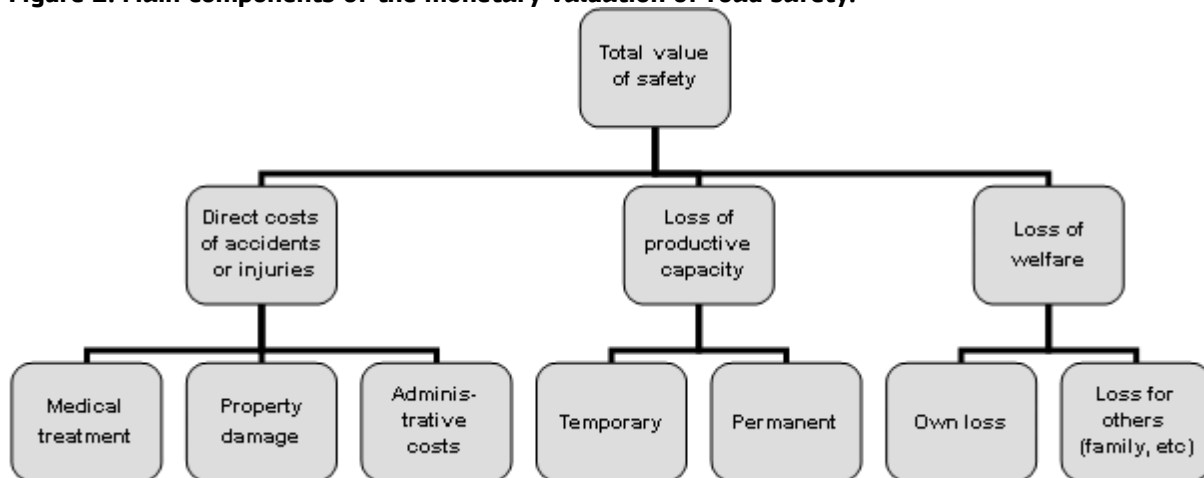 Figure 2. Main components of the monetary valuation of road safety.
Total value
of safety
Direct costs
of accidents
or injuries
Loss of
productive
capacity
Loss of
welfare
Medical
treatment
Property
damage
Adminis-
trative
costs
Temporary
Permanent
Own loss
Loss for
others
(family, etc)